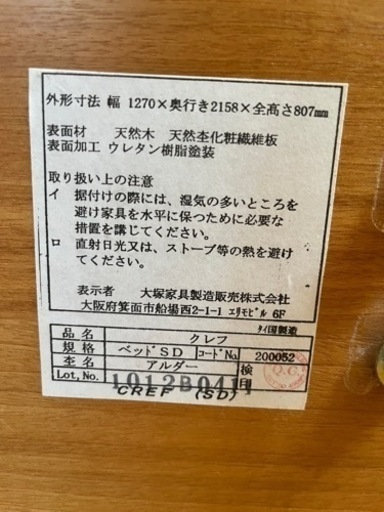 外形寸法 幅 1270×奥行き2158×全高さ807mm
表面材 天然木 天然杢化粧繊維板
表面加工 ウレタン樹脂塗装
取り扱い上の注意
イ 据付けの際には、湿気の多いところを
避け家具を水平に保つために必要な
措置を講じてください。
ロ 直射日光又は、ストーブ等の熱を避け
てください。
表示者 大塚家具製造販売株式会社
大阪府箕面市船場西2-1-1 エリモビル 6F
タイ国製造
品名 クレフ
規格 ベッドSD コードNo. 200052
杢名 アルダー 検印
Lot,No. 1012B041
Q.C.
CREF (SD)